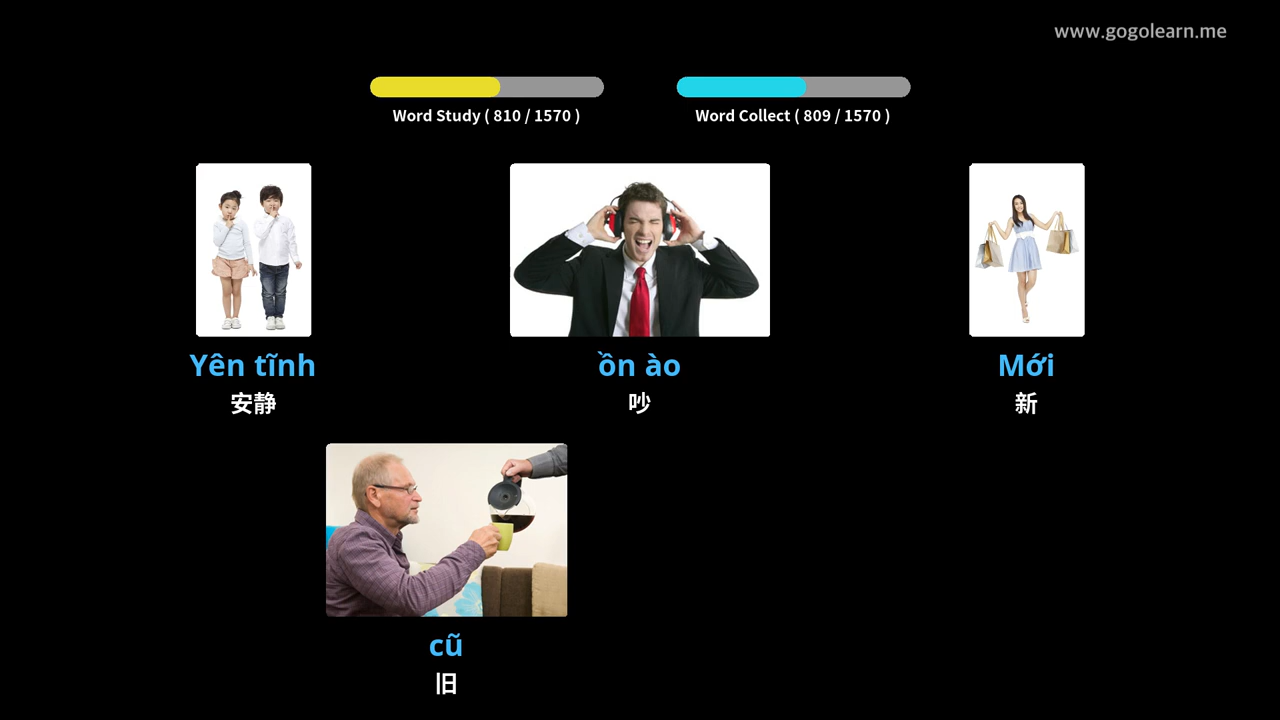 www.gogolearn.me
Word Study ( 810 / 1570 )
Word Collect ( 809 / 1570 )
Yên tĩnh
安静
ồn ào
吵
Mới
新
cũ
旧